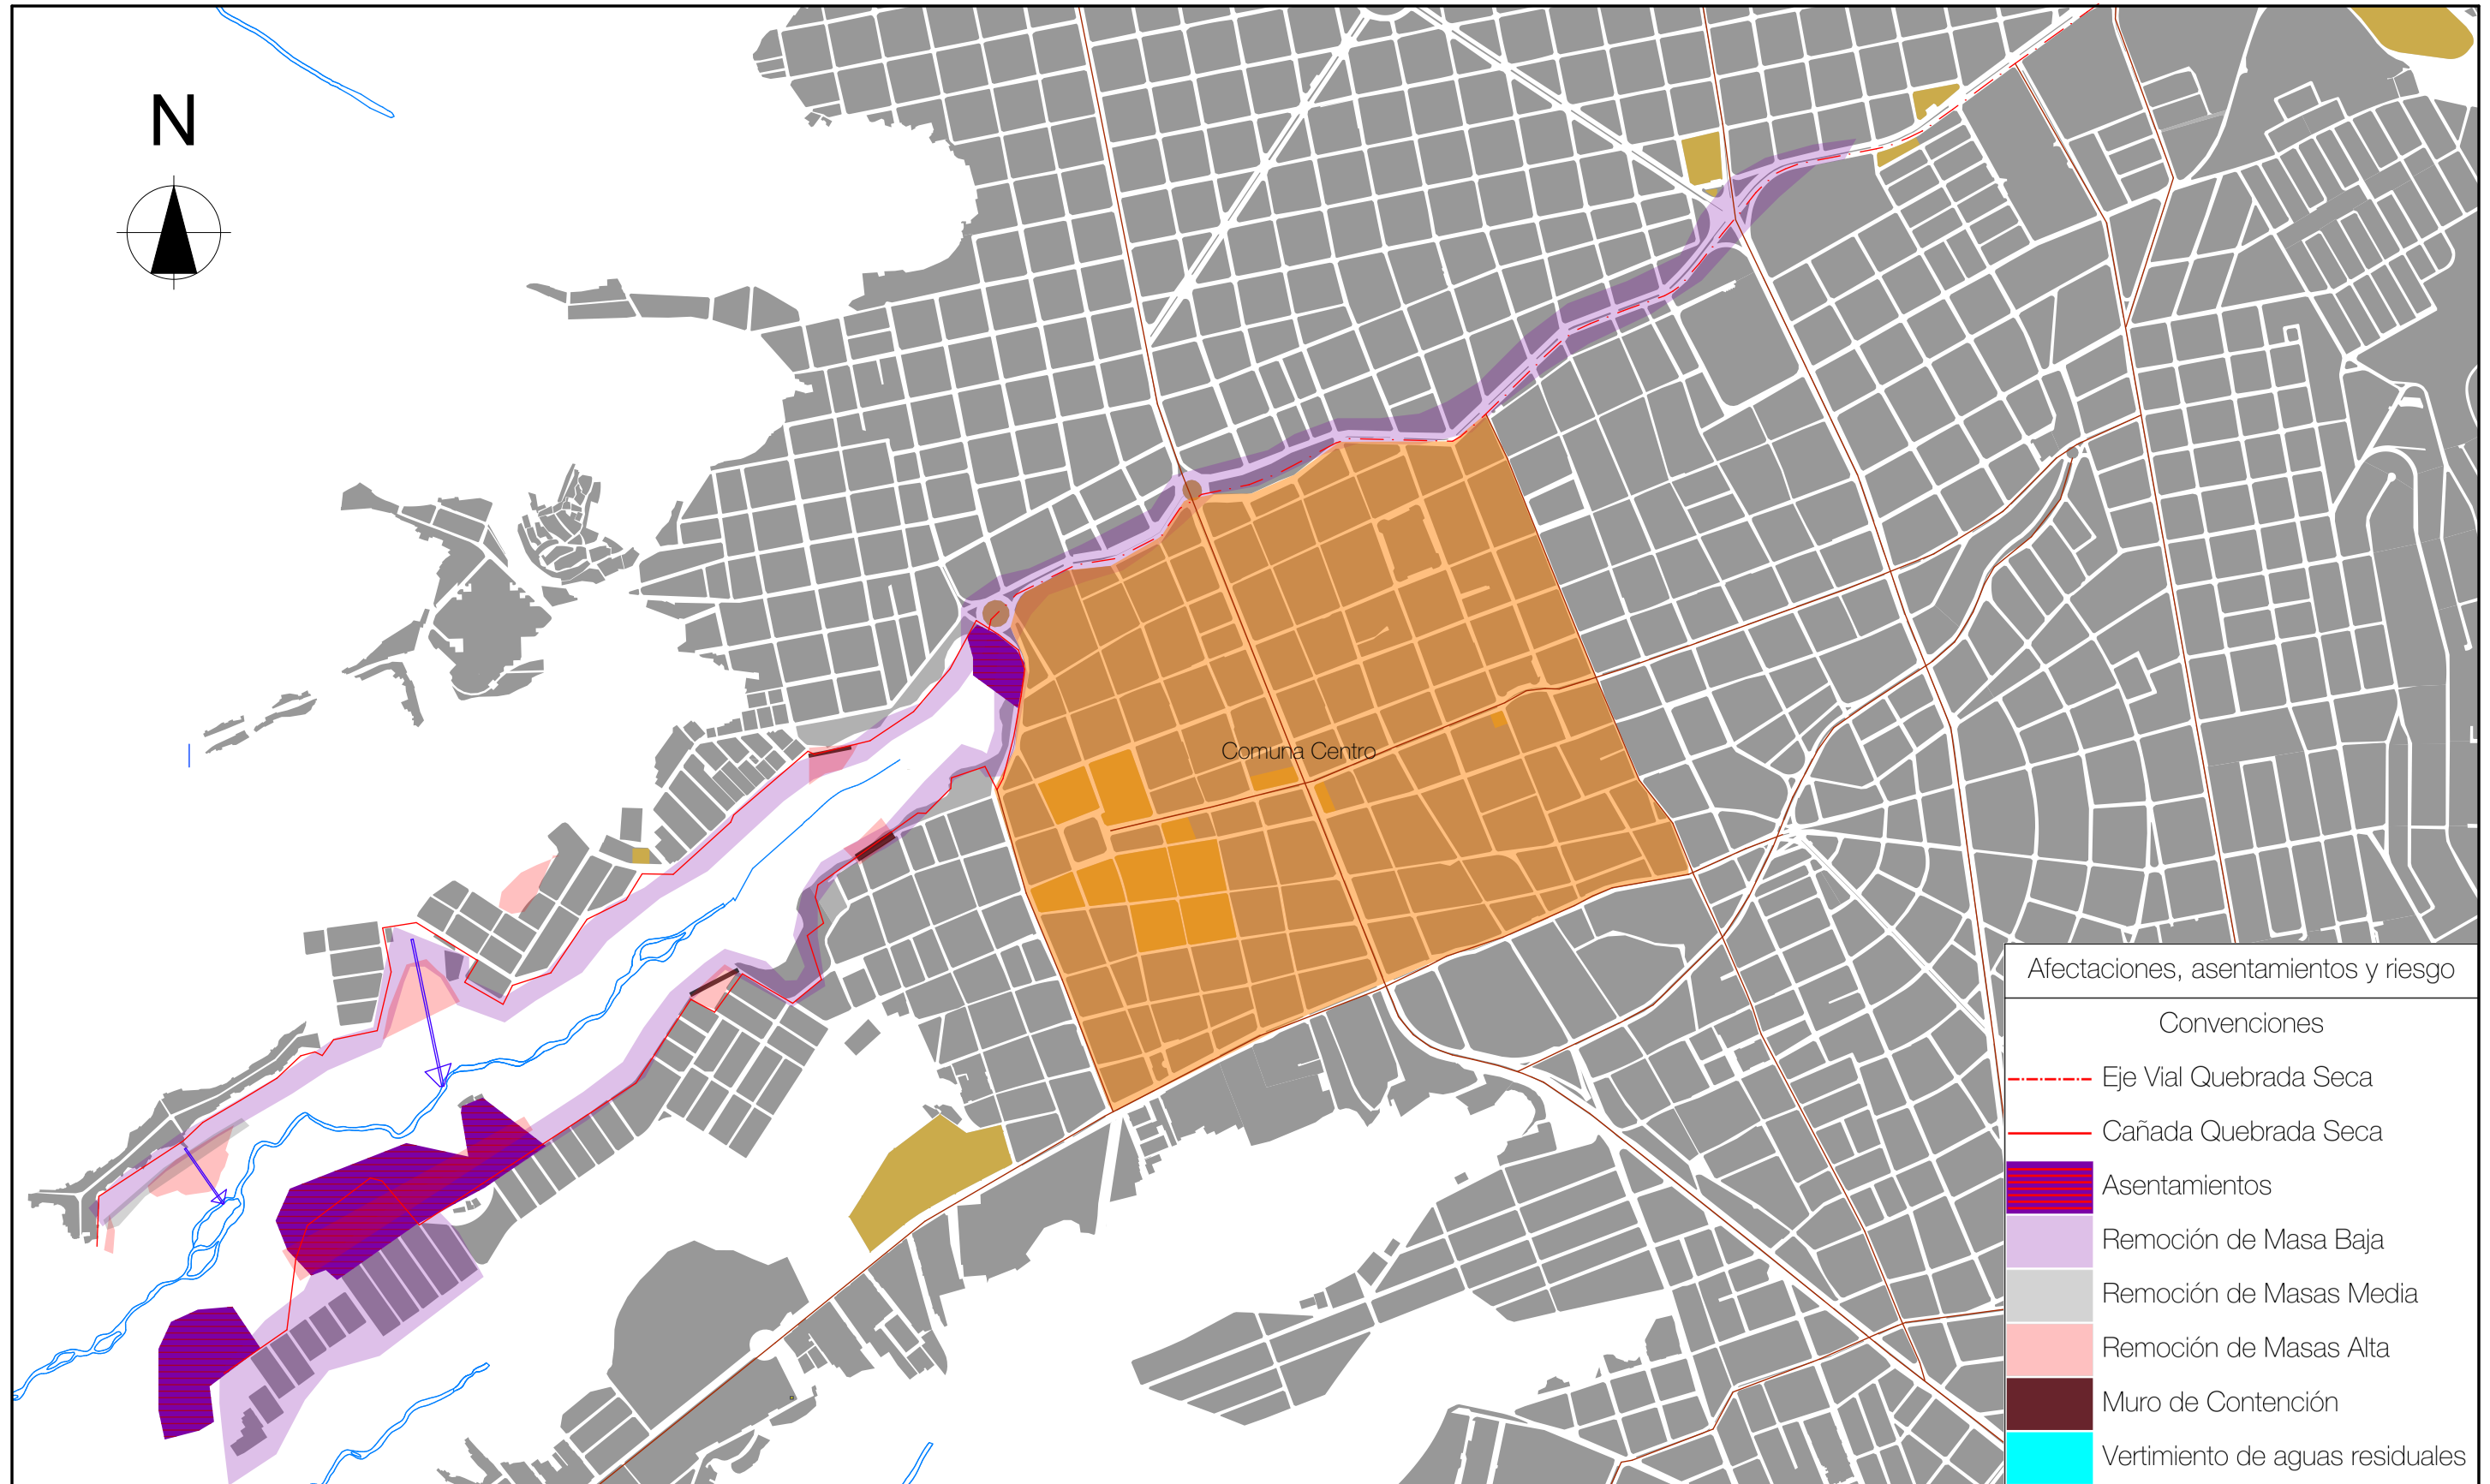 N
Comuna Centro
Afectaciones, asentamientos y riesgo
Convenciones
Eje Vial Quebrada Seca
Cañada Quebrada Seca
Asentamientos
Remoción de Masa Baja
Remoción de Masas Media
Remoción de Masas Alta
Muro de Contención
Vertimiento de aguas residuales